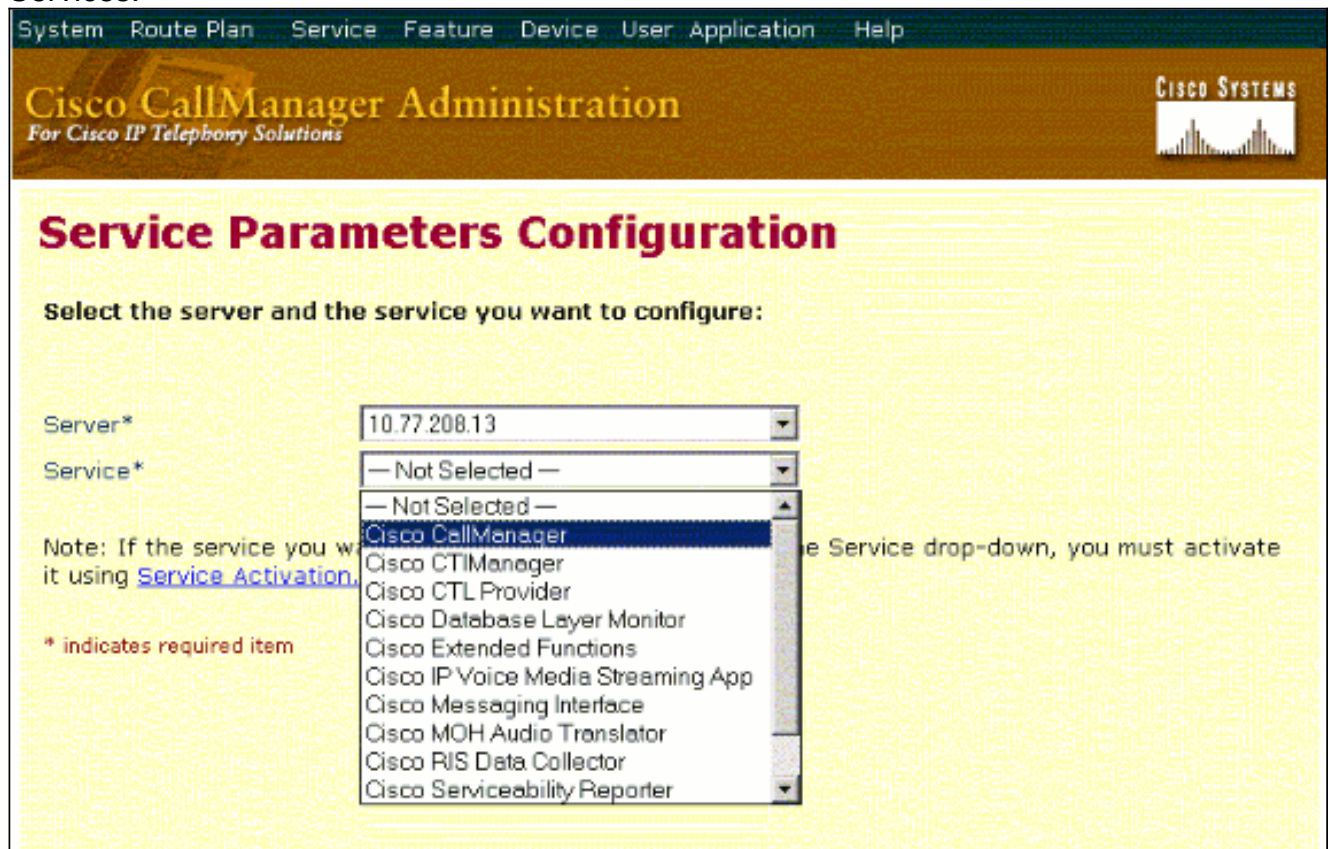 System Route Plan Service Feature Device User Application Help
Cisco CallManager Administration
For Cisco IP Telephony Solutions
CISCO SYSTEMS
Service Parameters Configuration
Select the server and the service you want to configure:
Server* 10.77.208.13
Service* — Not Selected —
— Not Selected —
Cisco CallManager
Cisco CTIManager
Cisco CTL Provider
Cisco Database Layer Monitor
Cisco Extended Functions
Cisco IP Voice Media Streaming App
Cisco Messaging Interface
Cisco MOH Audio Translator
Cisco RIS Data Collector
Cisco Serviceability Reporter
Note: If the service you e Service drop-down, you must activate
it using Service Activation.
* indicates required item